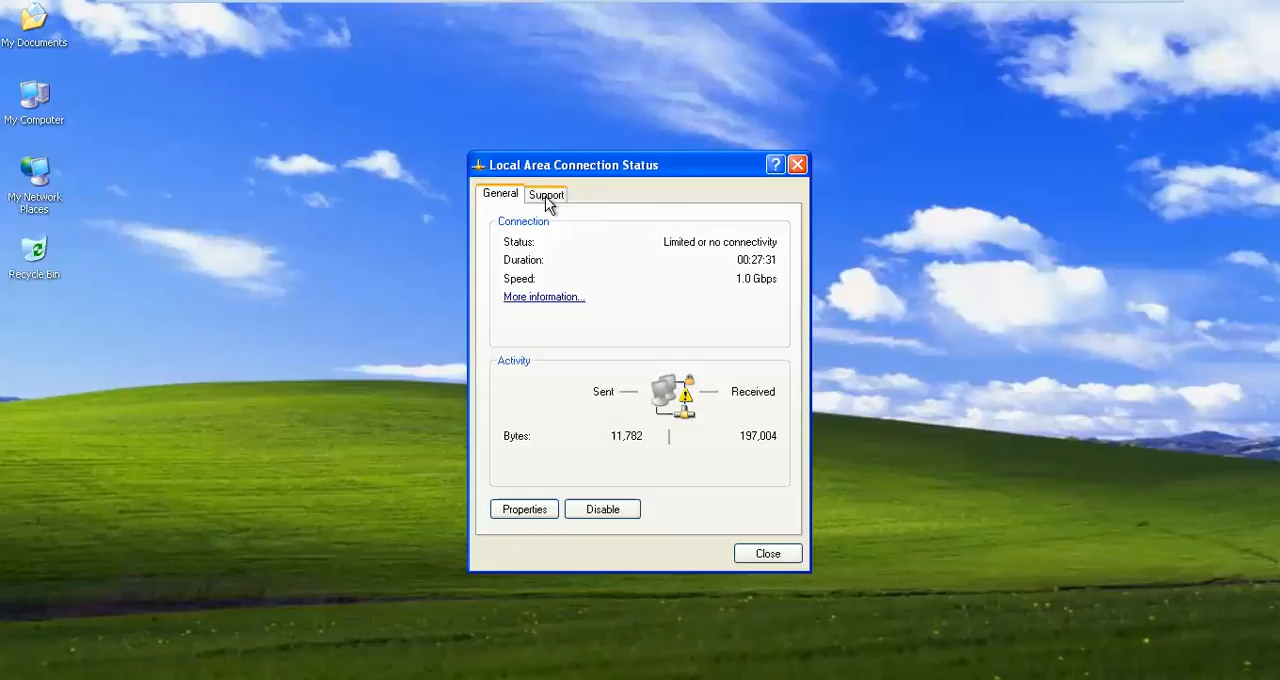 My Documents
My Computer
My Network
Places
Recycle Bin
Local Area Connection Status
?
General
Support
Connection
Status:
Limited or no connectivity
Duration:
00:27:31
Speed:
1.0 Gbps
More information...
Activity
Sent
Received
Bytes:
11,782
197,004
Properties
Disable
Close